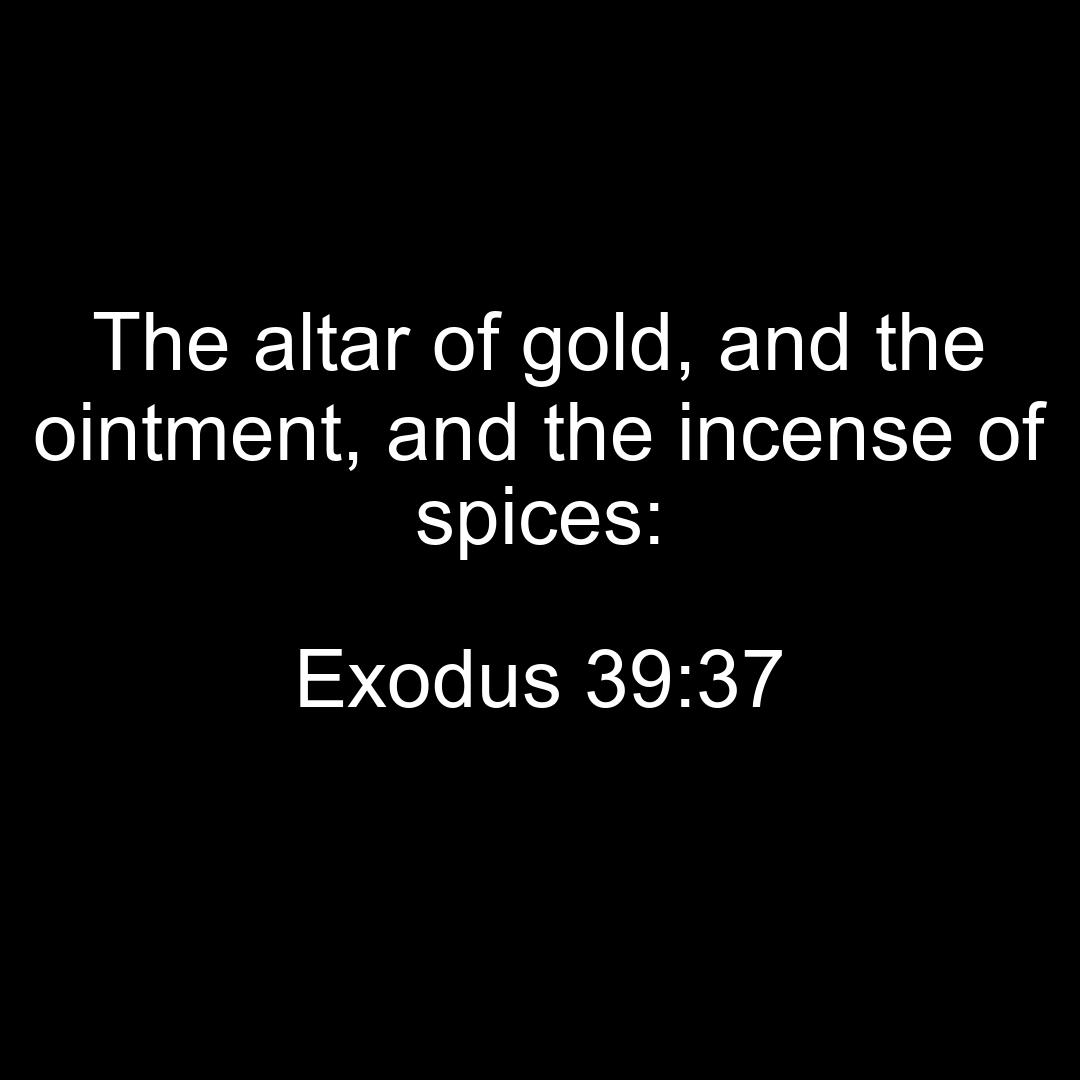 The altar of gold, and the
ointment, and the incense of
spices:
Exodus 39:37